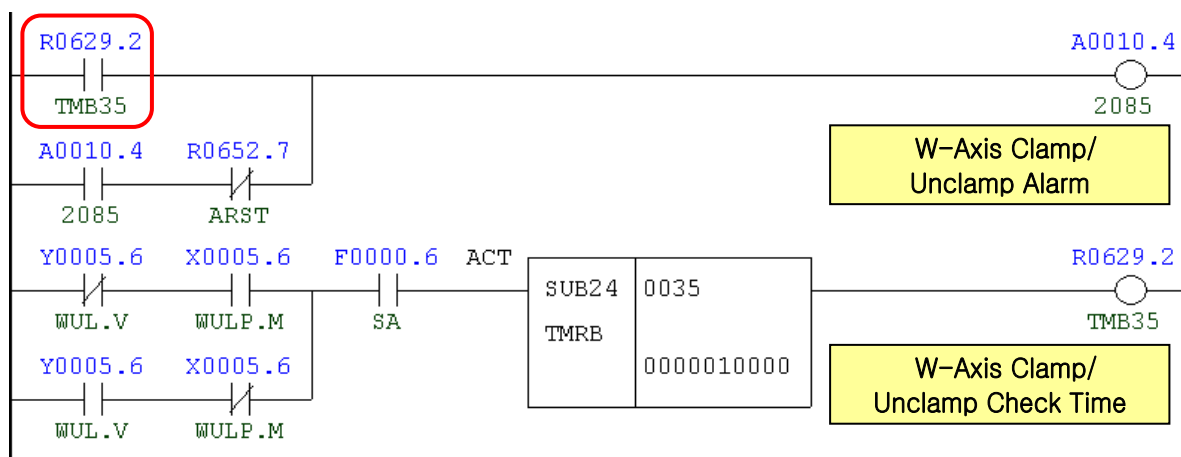 R0629.2 A0010.4
TMB35 2085
W-Axis Clamp/
Unclamp Alarm
A0010.4 R0652.7
2085 ARST
Y0005.6 X0005.6 F0000.6 ACT R0629.2
SUB24 0035
WUL.V WULP.M SA TMB35
TMRB
0000010000
W-Axis Clamp/
Unclamp Check Time
Y0005.6 X0005.6
WUL.V WULP.M